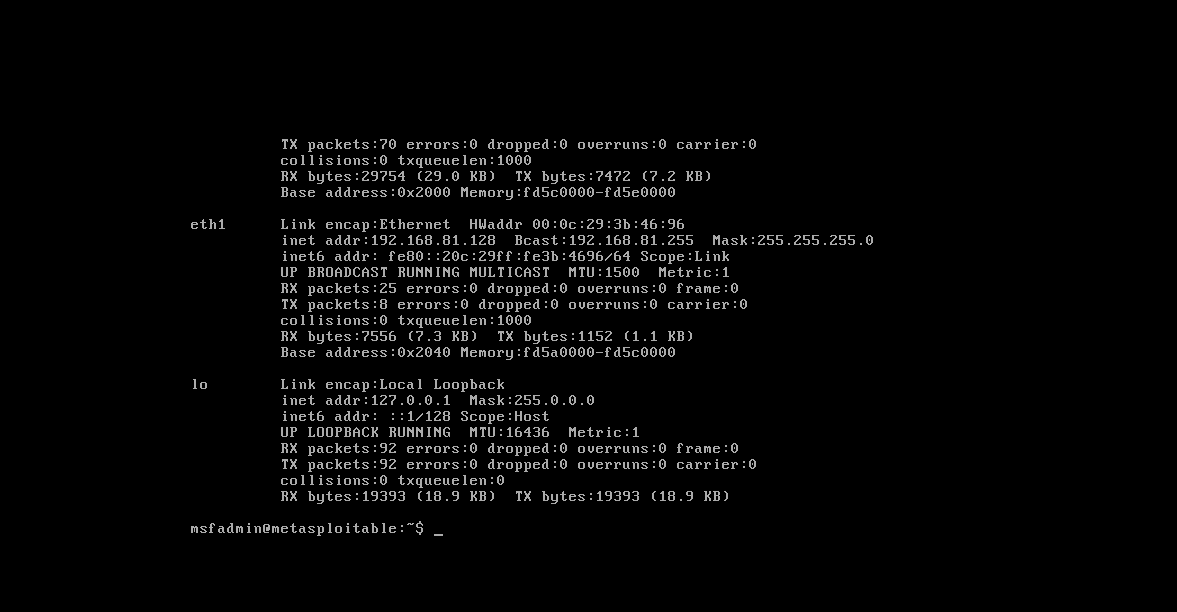 TX packets:70 errors:0 dropped:0 overruns:0 carrier:0
collisions:0 txqueuelen:1000
RX bytes:29754 (29.0 KB)  TX bytes:7472 (7.2 KB)
Base address:0x2000 Memory:fd5c0000-fd5e0000
eth1      Link encap:Ethernet  HWaddr 00:0c:29:3b:46:96
inet addr:192.168.81.128  Bcast:192.168.81.255  Mask:255.255.255.0
inet6 addr: fe80::20c:29ff:fe3b:4696/64 Scope:Link
UP BROADCAST RUNNING MULTICAST  MTU:1500  Metric:1
RX packets:25 errors:0 dropped:0 overruns:0 frame:0
TX packets:8 errors:0 dropped:0 overruns:0 carrier:0
collisions:0 txqueuelen:1000
RX bytes:7556 (7.3 KB)  TX bytes:1152 (1.1 KB)
Base address:0x2040 Memory:fd5a0000-fd5c0000
lo        Link encap:Local Loopback
inet addr:127.0.0.1  Mask:255.0.0.0
inet6 addr: ::1/128 Scope:Host
UP LOOPBACK RUNNING  MTU:16436  Metric:1
RX packets:92 errors:0 dropped:0 overruns:0 frame:0
TX packets:92 errors:0 dropped:0 overruns:0 carrier:0
collisions:0 txqueuelen:0
RX bytes:19393 (18.9 KB)  TX bytes:19393 (18.9 KB)
msfadmin@metasploitable:~$ _